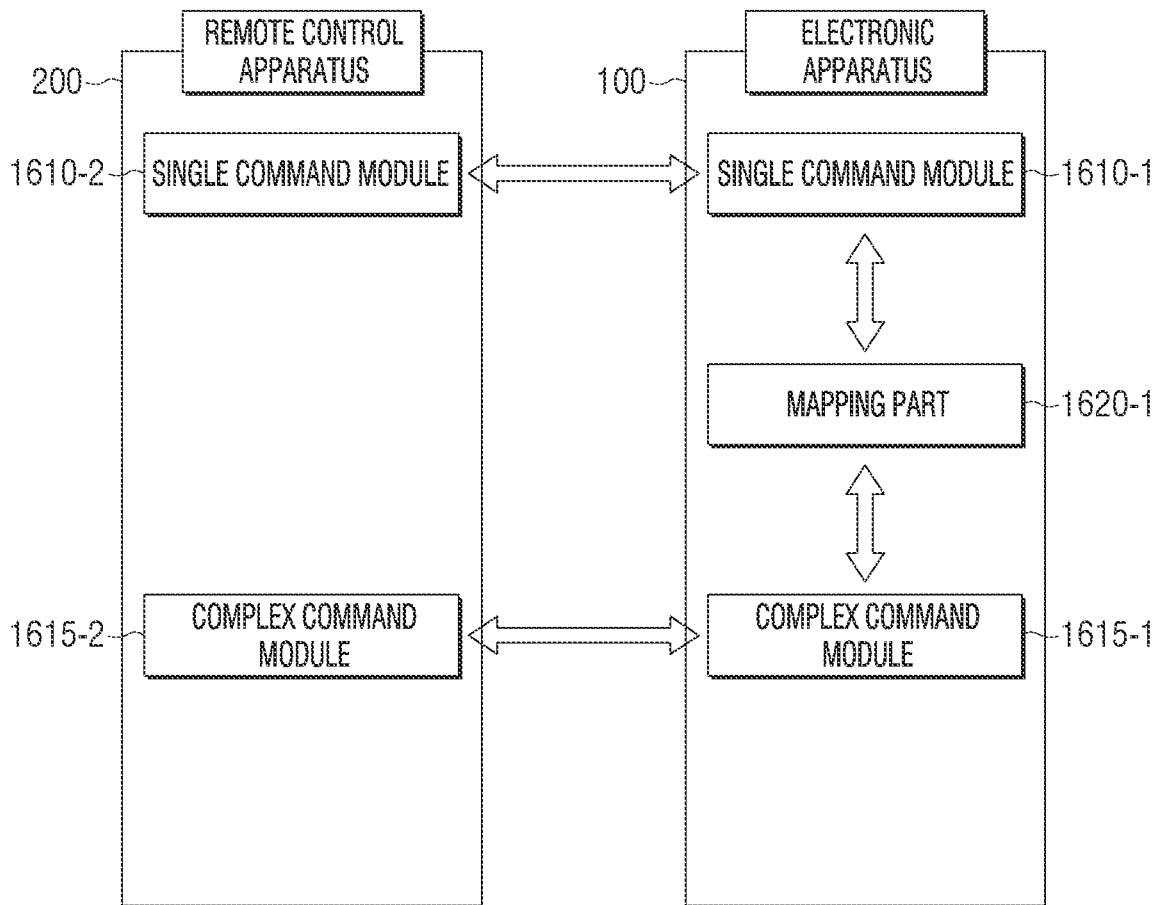 REMOTE CONTROL
APPARATUS
ELECTRONIC
APPARATUS
200
100
1610-2
SINGLE COMMAND MODULE
SINGLE COMMAND MODULE
1610-1
MAPPING PART
1620-1
1615-2
COMPLEX COMMAND
MODULE
COMPLEX COMMAND
MODULE
1615-1